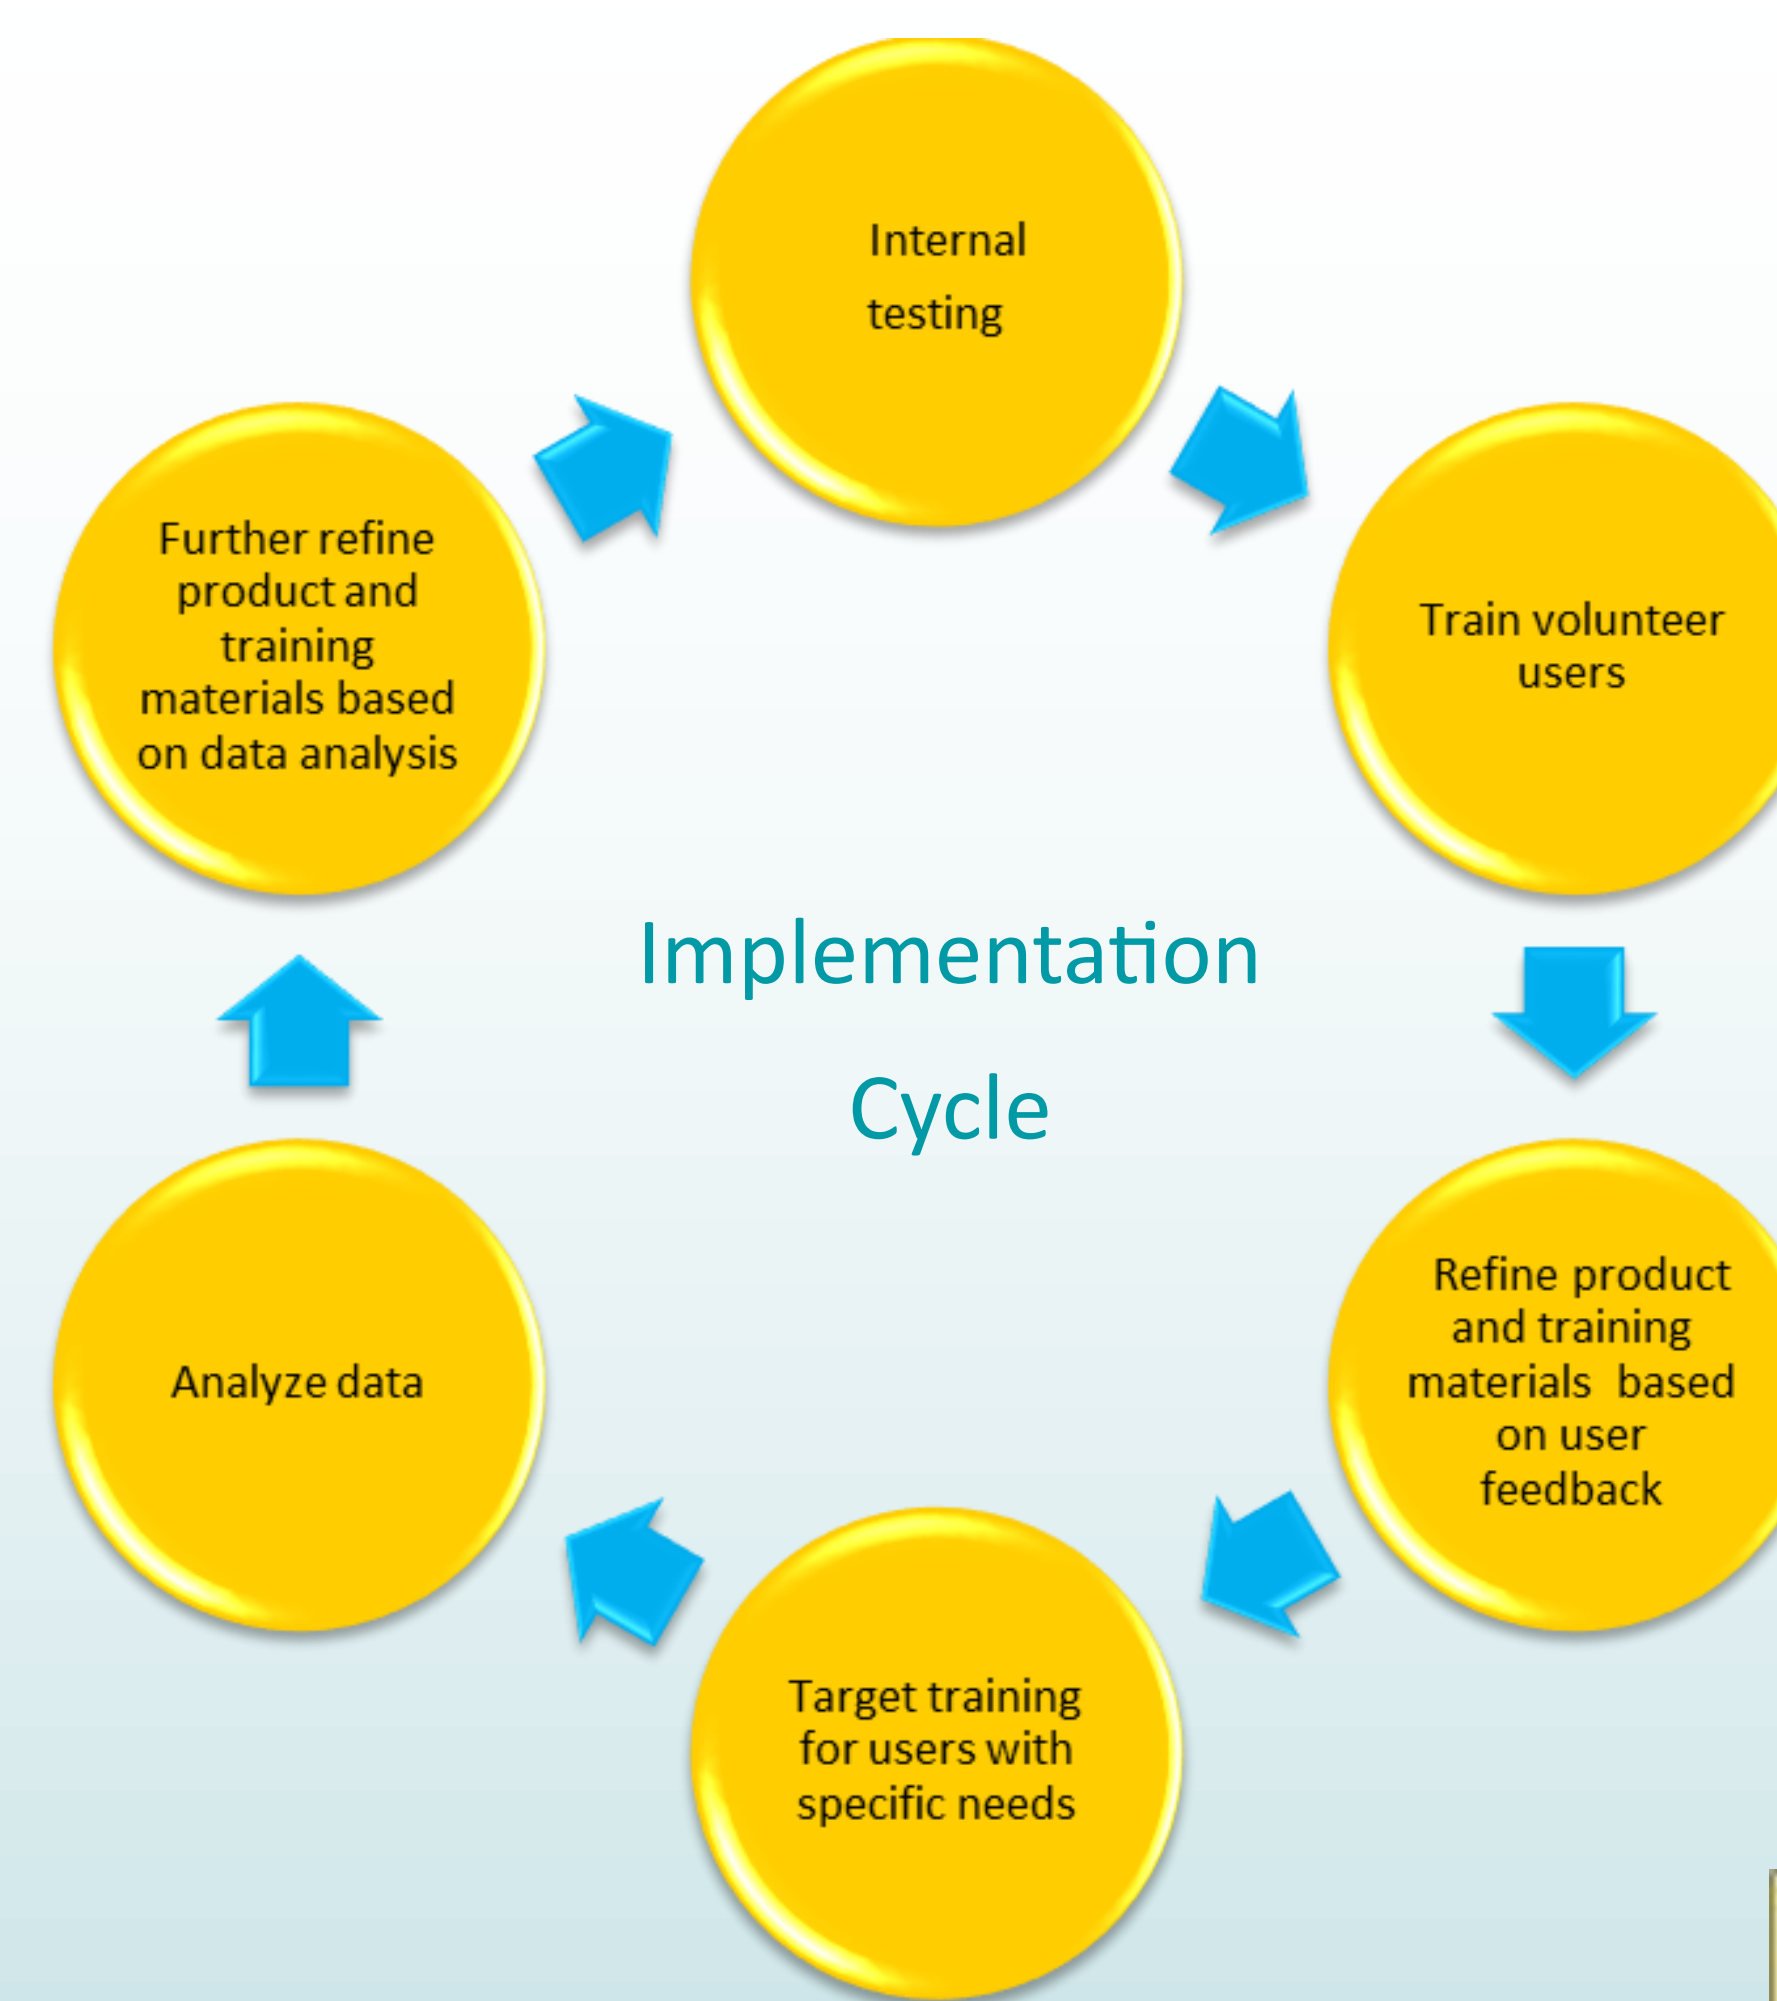 Internal
testing
Train volunteer
users
Refine product
and training
materials based
on user
feedback
Target training
for users with
specific needs
Analyze data
Further refine
product and
training
materials based
on data analysis
Implementation
Cycle